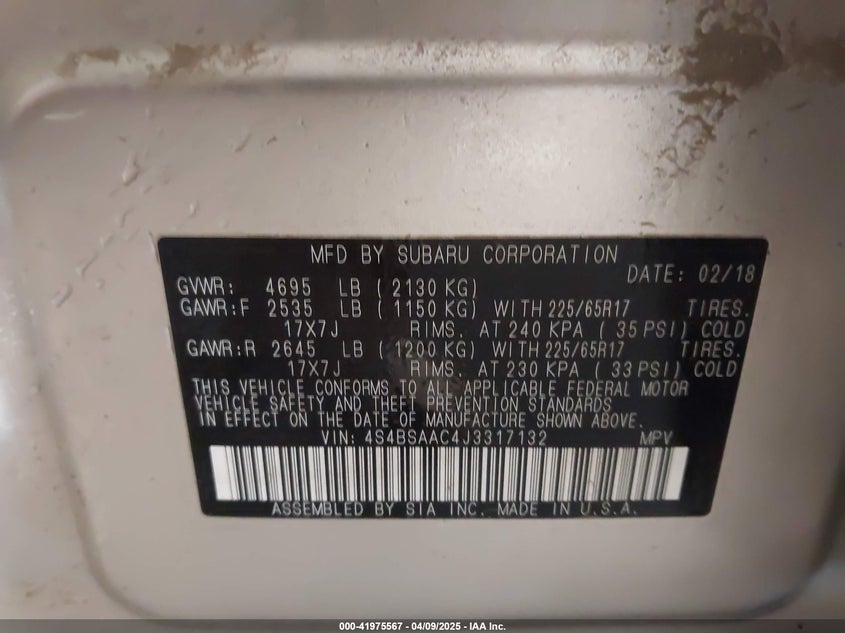 MFD BY SUBARU CORPORATION
DATE: 02/18
GVWR: 4695 LB ( 2130 KG)
GAWR:F 2535 LB ( 1150 KG) WITH 225/65R17 TIRES.
17X7J RIMS. AT 240 KPA ( 35 PSI) COLD
GAWR:R 2645 LB ( 1200 KG) WITH 225/65R17 TIRES.
17X7J RIMS. AT 230 KPA ( 33 PSI) COLD
THIS VEHICLE CONFORMS TO ALL APPLICABLE FEDERAL MOTOR
VEHICLE SAFETY AND THEFT PREVENTION STANDARDS
IN EFFECT ON THE DATE OF MANUFACTURE SHOWN ABOVE.
VIN: 4S4BSAAC4J3317132 MPV
ASSEMBLED BY SIA INC. MADE IN U.S.A.
000-41975567 | 04/09/2025 - IAA Inc.